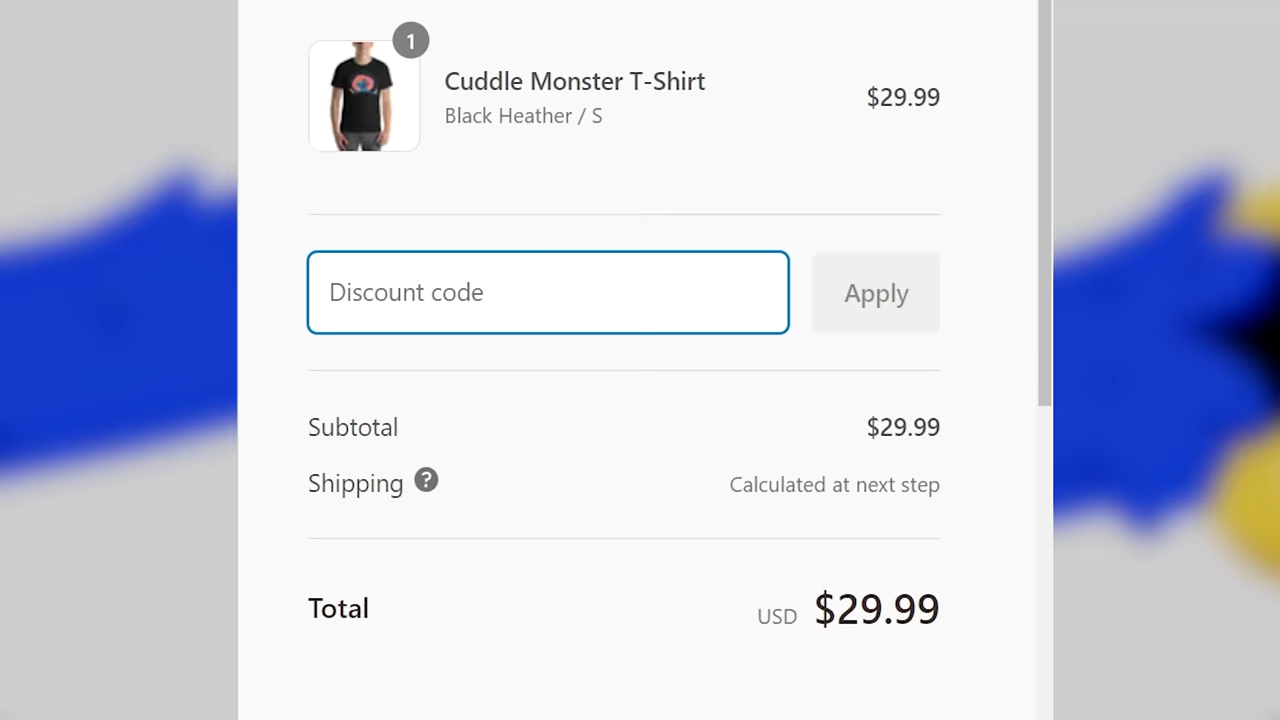 1
Cuddle Monster T-Shirt
$29.99
Black Heather / S
Discount code
Apply
Subtotal
$29.99
Shipping ?
Calculated at next step
Total
USD $29.99